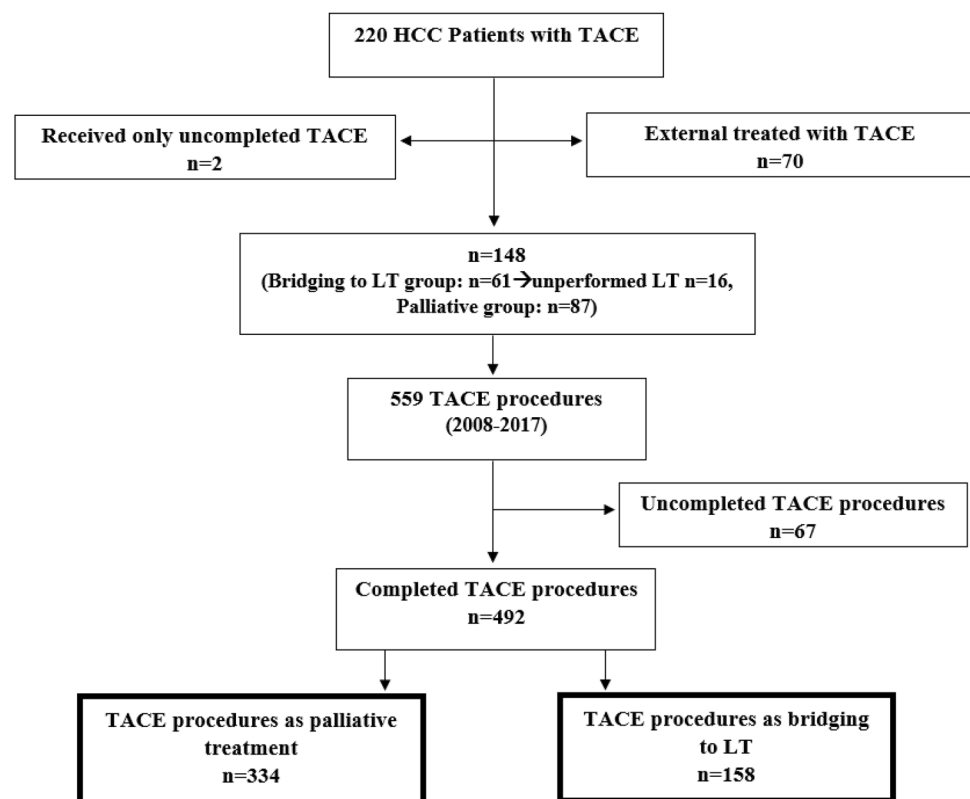 220 HCC Patients with TACE
Received only uncompleted TACE
n=2
External treated with TACE
n=70
n=148
(Bridging to LT group: n=61→unperformed LT n=16,
Palliative group: n=87)
559 TACE procedures
(2008-2017)
Uncompleted TACE procedures
n=67
Completed TACE procedures
n=492
TACE procedures as palliative
treatment
n=334
TACE procedures as bridging
to LT
n=158